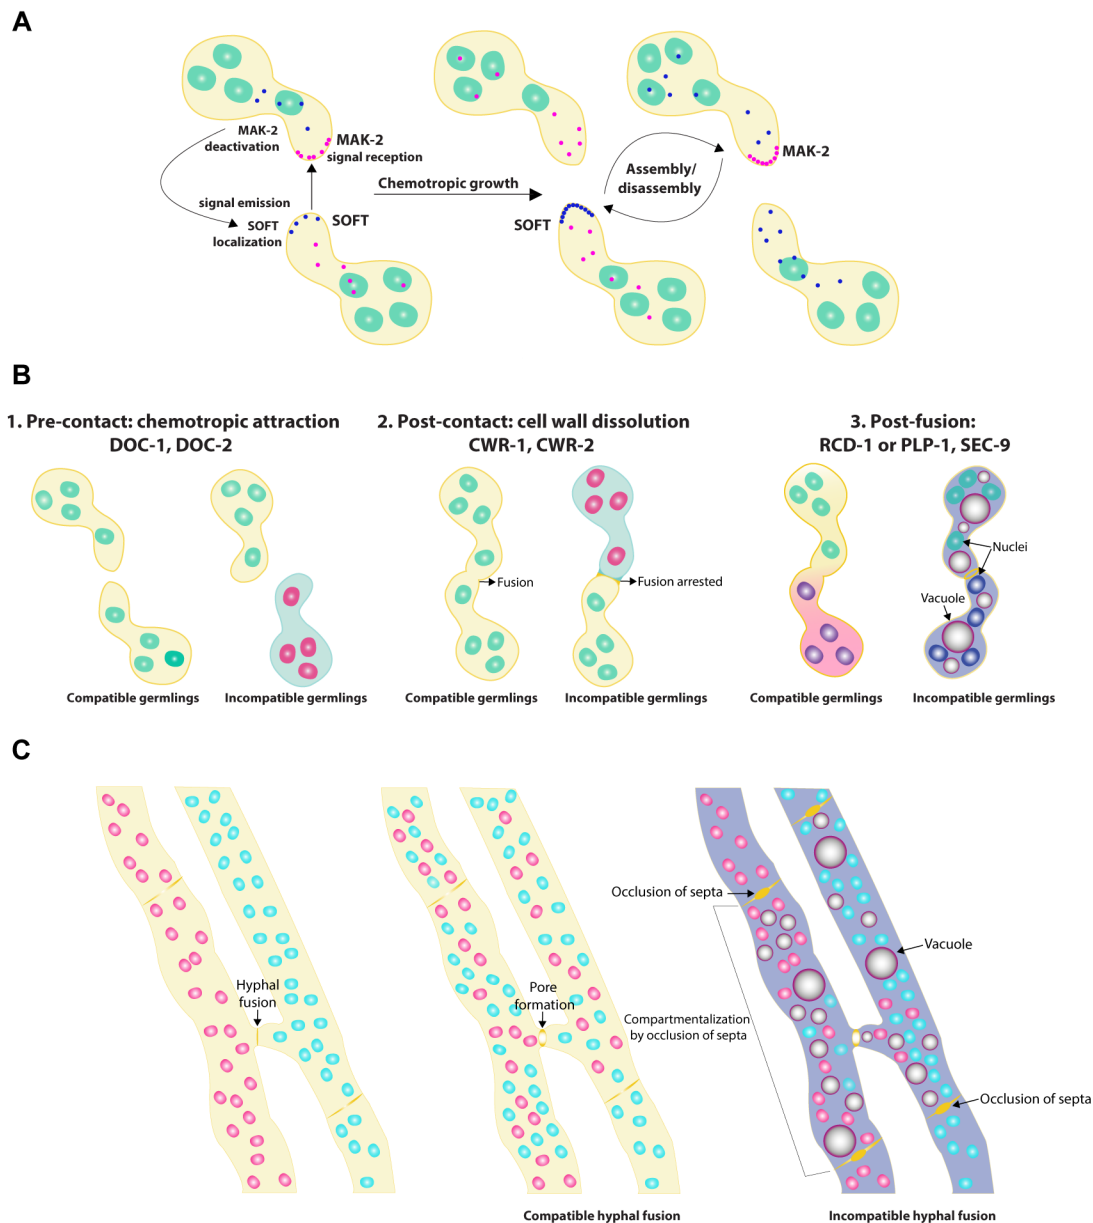 A
MAK-2
deactivation
MAK-2
signal reception
signal emission
SOFT
localization
SOFT
Chemotropic growth
SOFT
Assembly/
disassembly
MAK-2
B
1. Pre-contact: chemotropic attraction
DOC-1, DOC-2
2. Post-contact: cell wall dissolution
CWR-1, CWR-2
3. Post-fusion:
RCD-1 or PLP-1, SEC-9
Fusion
Fusion arrested
Nuclei
Vacuole
Compatible germlings
Incompatible germlings
Compatible germlings
Incompatible germlings
Compatible germlings
Incompatible germlings
C
Hyphal
fusion
Pore
formation
Occlusion of septa
Vacuole
Compartmentalization
by occlusion of septa
Occlusion of septa
Compatible hyphal fusion
Incompatible hyphal fusion